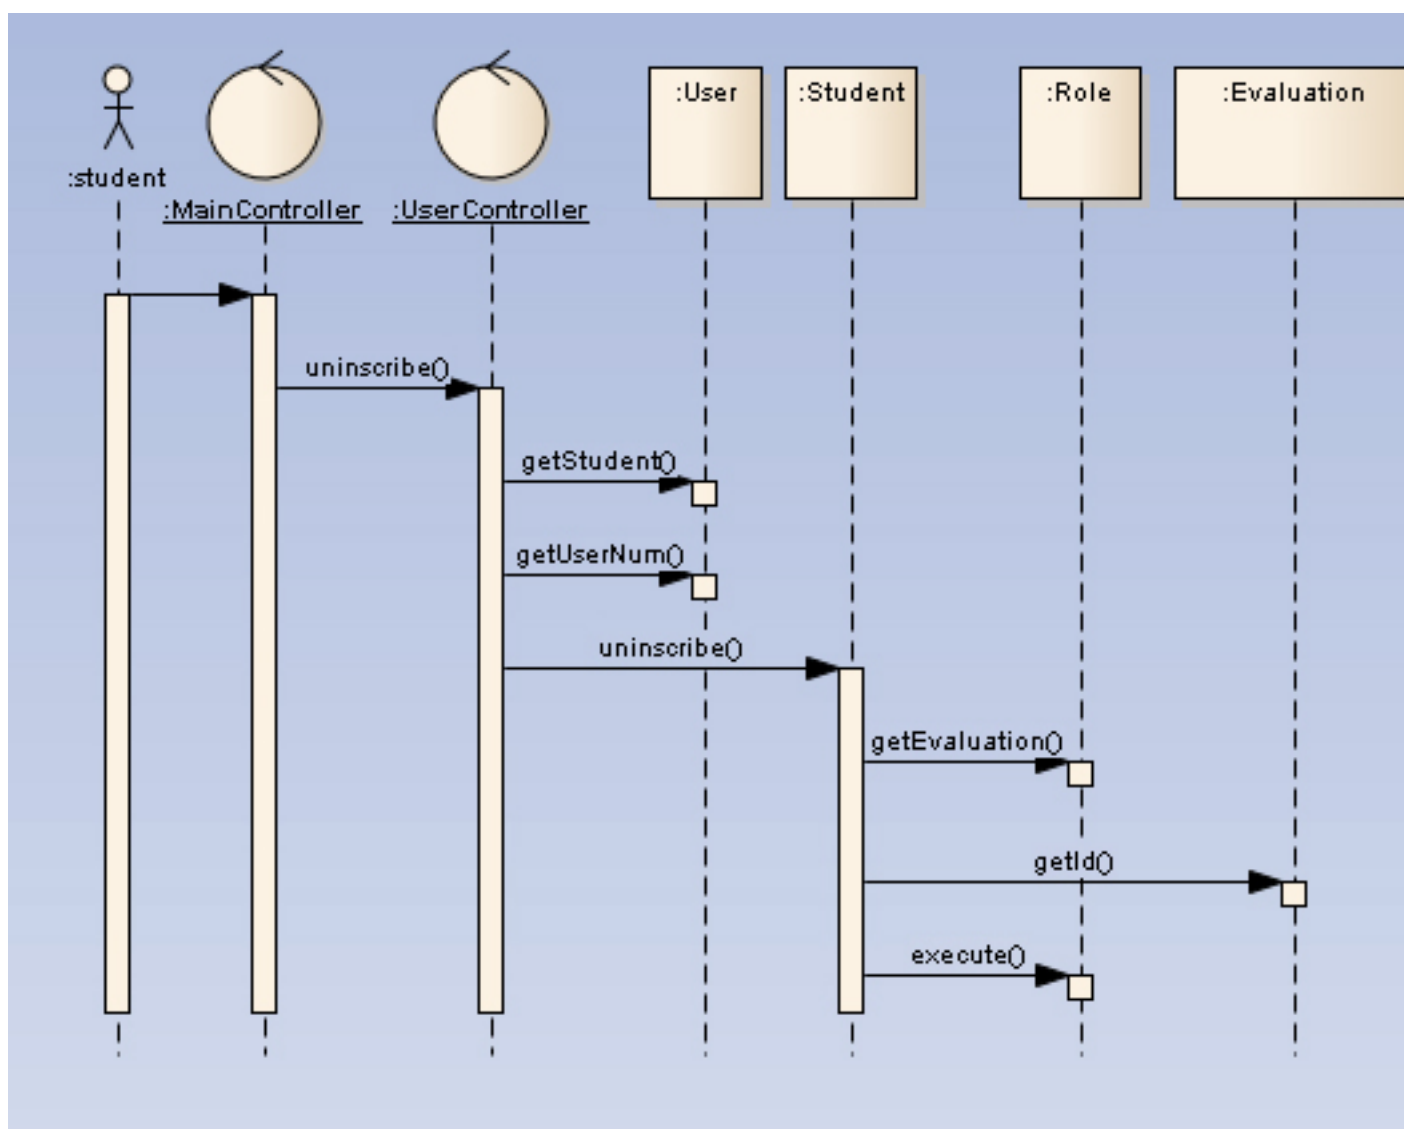 :User
:Student
:Role
:Evaluation
:student
:MainController
:UserController
uninscribe()
getStudent()
getUserNum()
uninscribe()
getEvaluation()
getId()
execute()